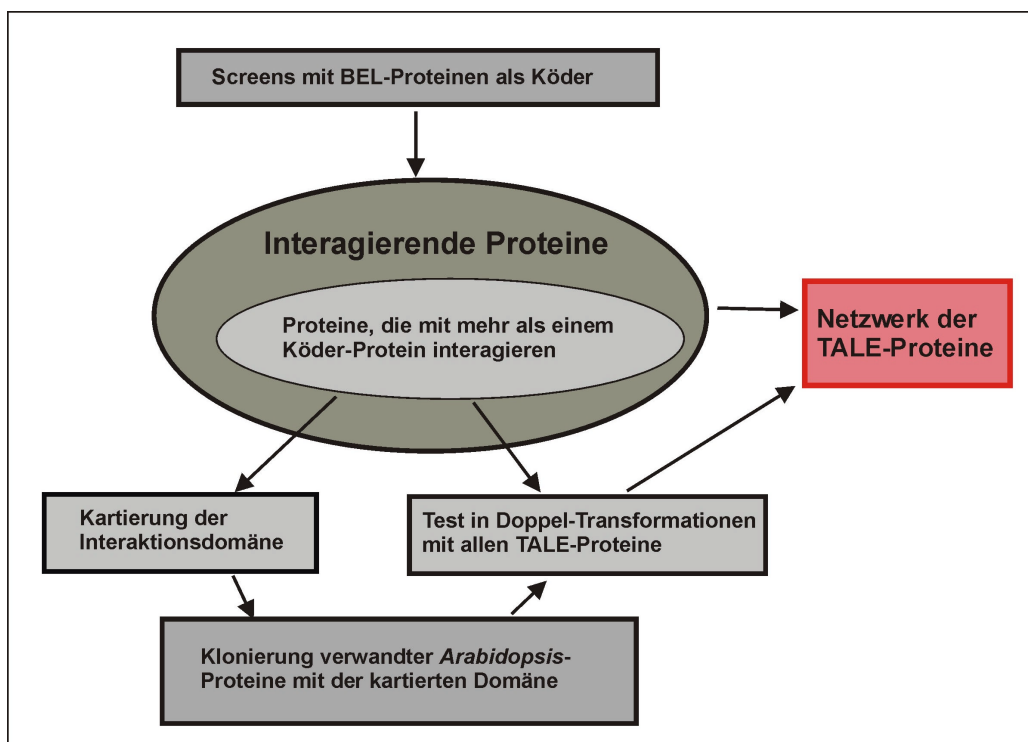 Screens mit BEL-Proteinen als Köder
Interagierende Proteine
Proteine, die mit mehr als einem
Köder-Protein interagieren
Netzwerk der
TALE-Proteine
Kartierung der
Interaktionsdomäne
Test in Doppel-Transformationen
mit allen TALE-Proteine
Klonierung verwandter Arabidopsis-
Proteine mit der kartierten Domäne